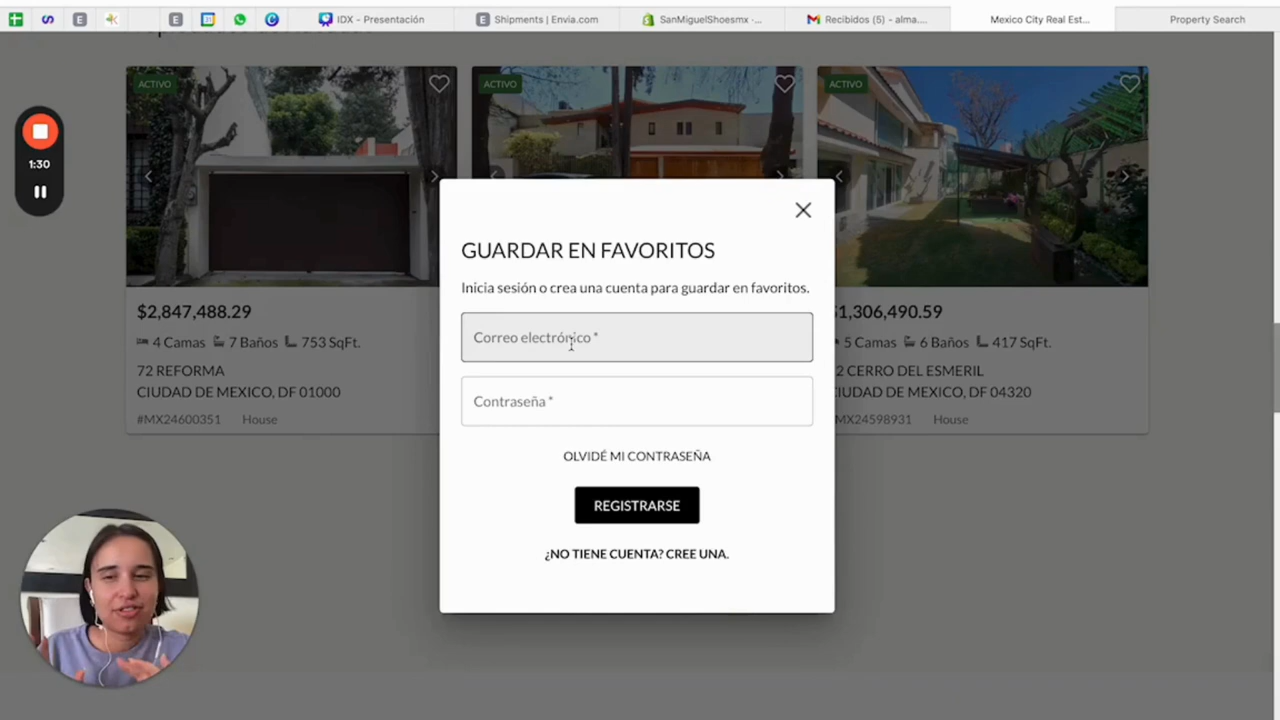 IDX - Presentación
Shipments | Envia.com
SanMiguelShoesmx -...
Recibidos (5) - alma....
Mexico City Real Est...
Property Search
ACTIVO
ACTIVO
ACTIVO
1:30
GUARDAR EN FAVORITOS
Inicia sesión o crea una cuenta para guardar en favoritos.
Correo electrónico *
Contraseña *
OLVIDÉ MI CONTRASEÑA
REGISTRARSE
¿NO TIENE CUENTA? CREE UNA.
$2,847,488.29
4 Camas 7 Baños 753 SqFt.
72 REFORMA
CIUDAD DE MEXICO, DF 01000
#MX24600351 House
1,306,490.59
5 Camas 6 Baños 417 SqFt.
2 CERRO DEL ESMERIL
IUDAD DE MEXICO, DF 04320
MX24598931 House